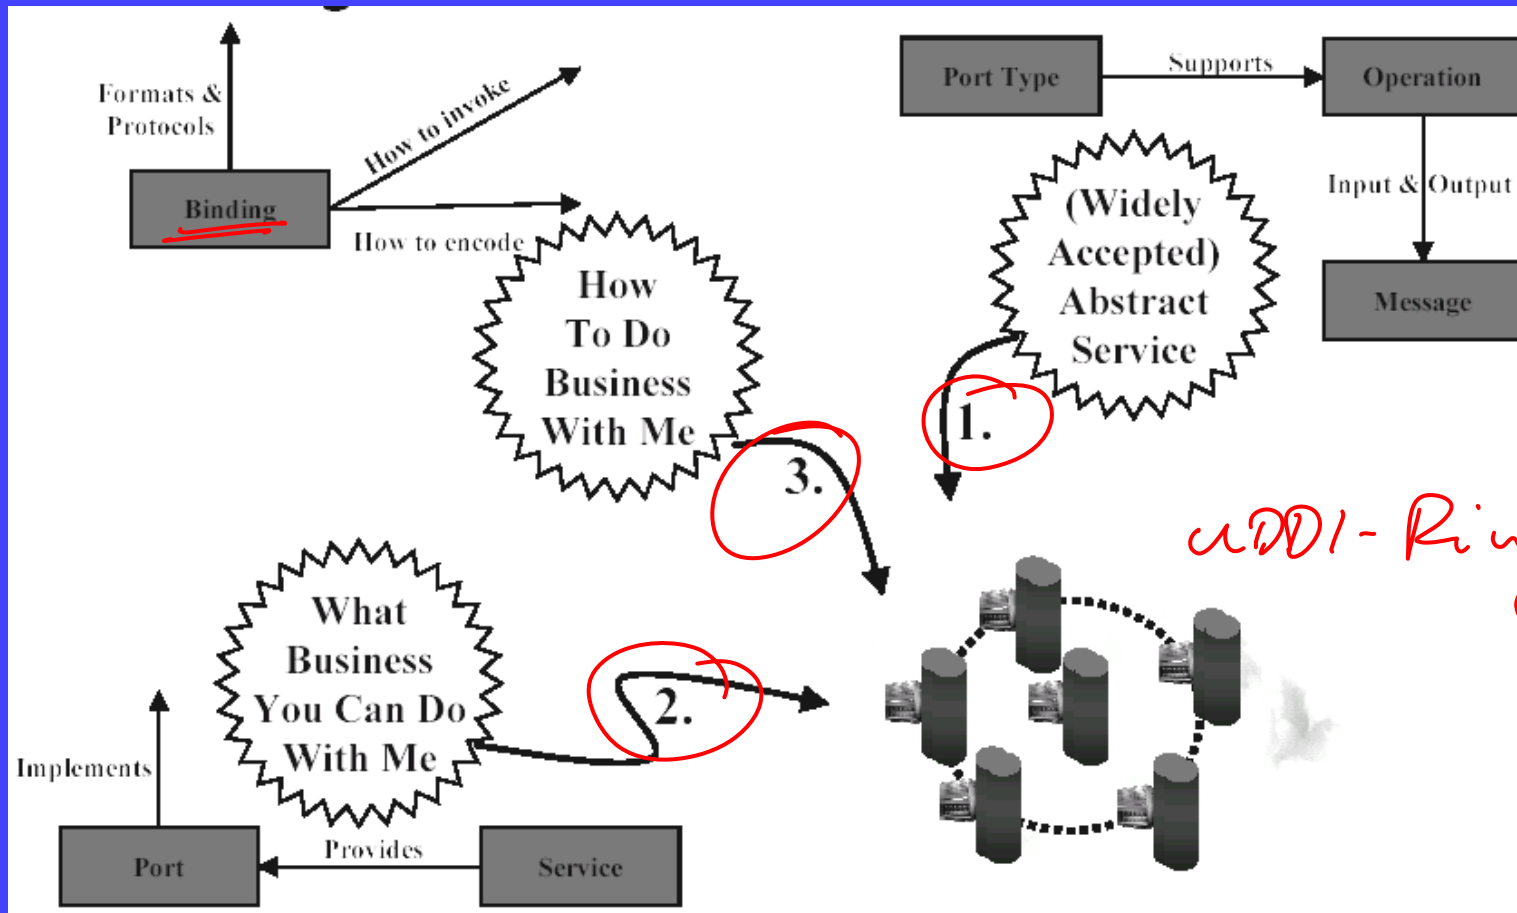 Formats &
Protocols
How to invoke
Binding
How to encode
Port Type
Supports
Operation
Input & Output
Message
(Widely
Accepted)
Abstract
Service
1.
How
To Do
Business
With Me
3.
What
Business
You Can Do
With Me
2.
Implements
Port
Provides
Service
UDDI-